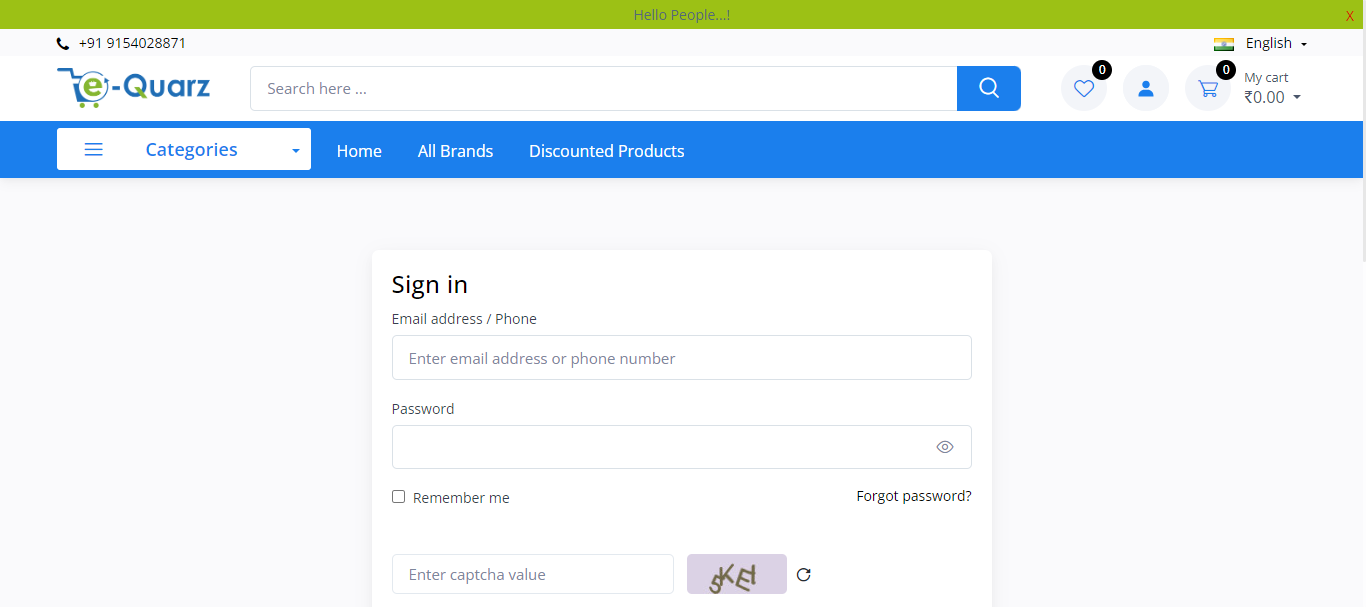 Hello People...! X
+91 9154028871 English
e-Quarz Search here ... 0 0 My cart
₹0.00
Categories Home All Brands Discounted Products
Sign in
Email address / Phone
Enter email address or phone number
Password
Remember me Forgot password?
Enter captcha value